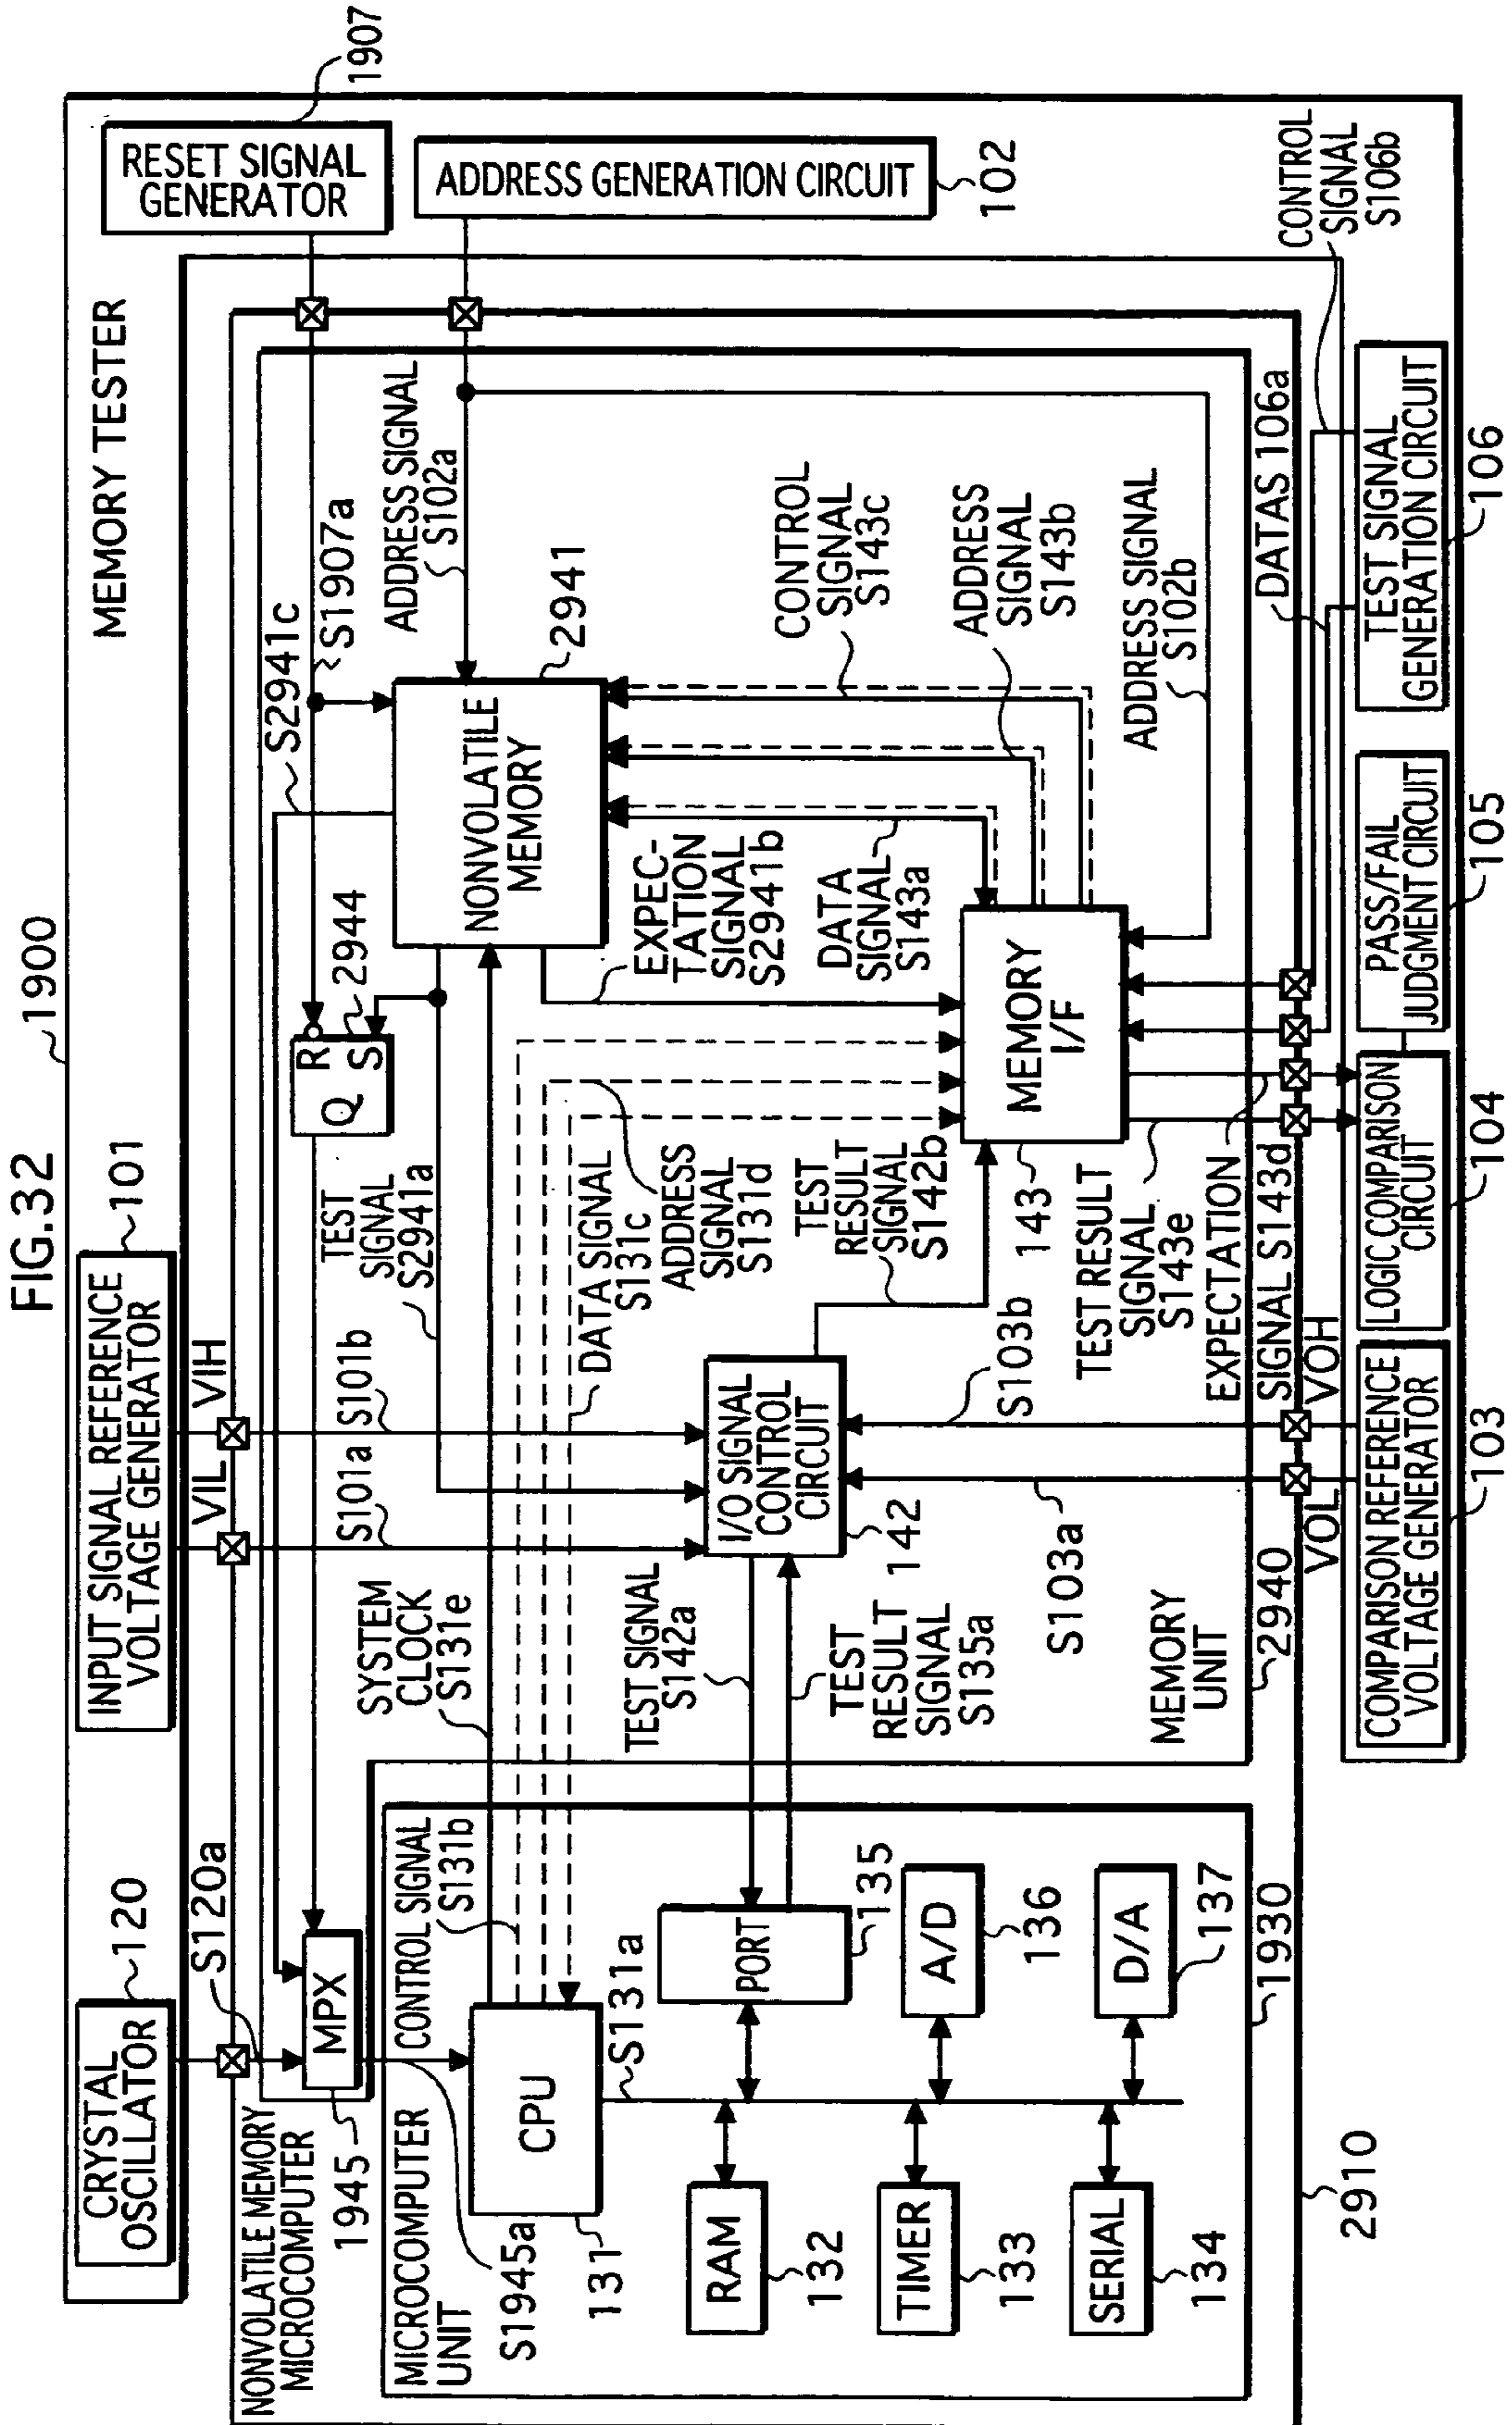 FIG.32
1900
MEMORY TESTER
CRYSTAL
OSCILLATOR
120
S120a
INPUT SIGNAL REFERENCE
VOLTAGE GENERATOR
101
VIL
VIH
S101a
S101b
RESET SIGNAL
GENERATOR
1907
ADDRESS GENERATION CIRCUIT
102
NONVOLATILE MEMORY
MICROCOMPUTER
MPX
1945
S1945a
S2941c
S1907a
R
S
Q
2944
ADDRESS SIGNAL
S102a
NONVOLATILE
MEMORY
2941
TEST
SIGNAL
S2941a
SYSTEM
CLOCK
S131e
CONTROL SIGNAL
S131b
MICROCOMPUTER
UNIT
CPU
131
S131a
DATA SIGNAL
S131c
ADDRESS
SIGNAL
S131d
EXPEC-
TATION
SIGNAL
S2941b
DATA
SIGNAL
S143a
CONTROL
SIGNAL
S143c
ADDRESS
SIGNAL
S143b
ADDRESS SIGNAL
S102b
RAM
132
TIMER
133
SERIAL
134
PORT
135
A/D
136
D/A
137
TEST SIGNAL
S142a
TEST
RESULT
SIGNAL
S135a
I/O SIGNAL
CONTROL
CIRCUIT
142
TEST
RESULT
SIGNAL
S142b
MEMORY
I/F
143
S103a
S103b
TEST RESULT
SIGNAL
S143e
EXPECTATION
SIGNAL S143d
MEMORY
UNIT
1930
2940
2910
VOL
VOH
DATAS 106a
CONTROL
SIGNAL
S106b
COMPARISON REFERENCE
VOLTAGE GENERATOR
103
LOGIC COMPARISON
CIRCUIT
104
PASS/FAIL
JUDGMENT CIRCUIT
105
TEST SIGNAL
GENERATION CIRCUIT
106